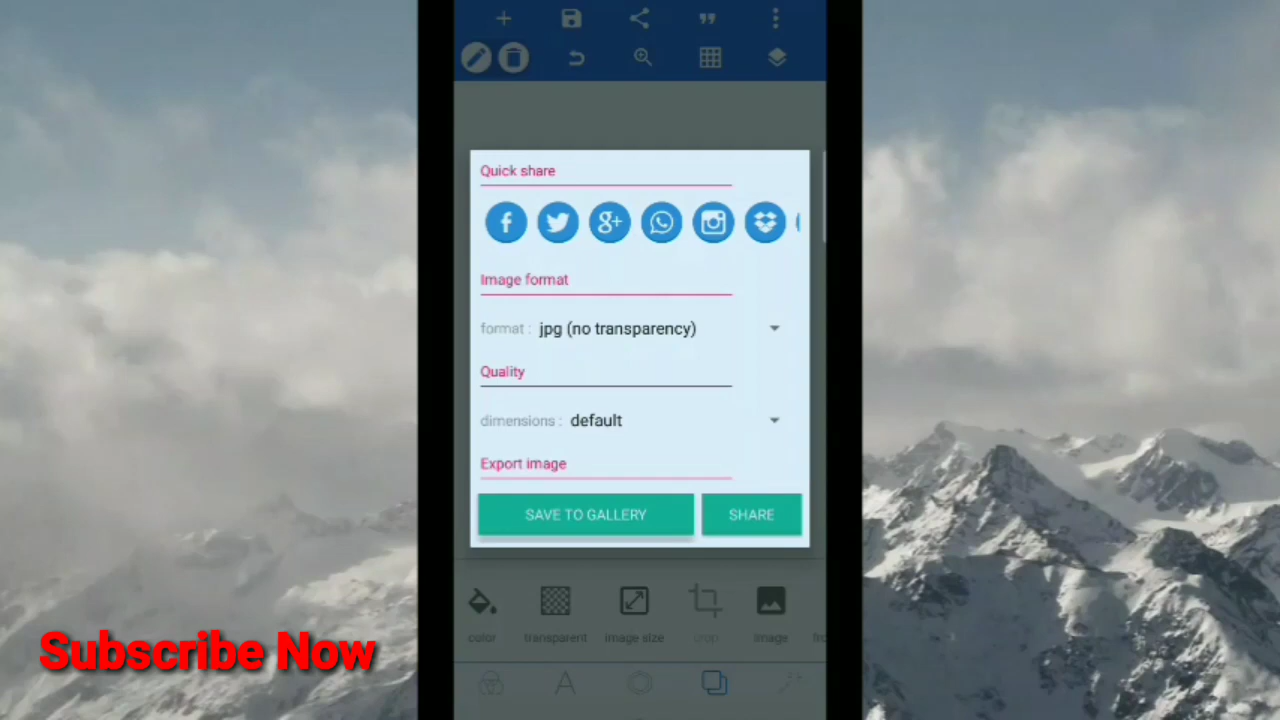 Quick share
Image format
format : jpg (no transparency)
Quality
dimensions : default
Export image
SAVE TO GALLERY SHARE
color transparent image size crop image
Subscribe Now